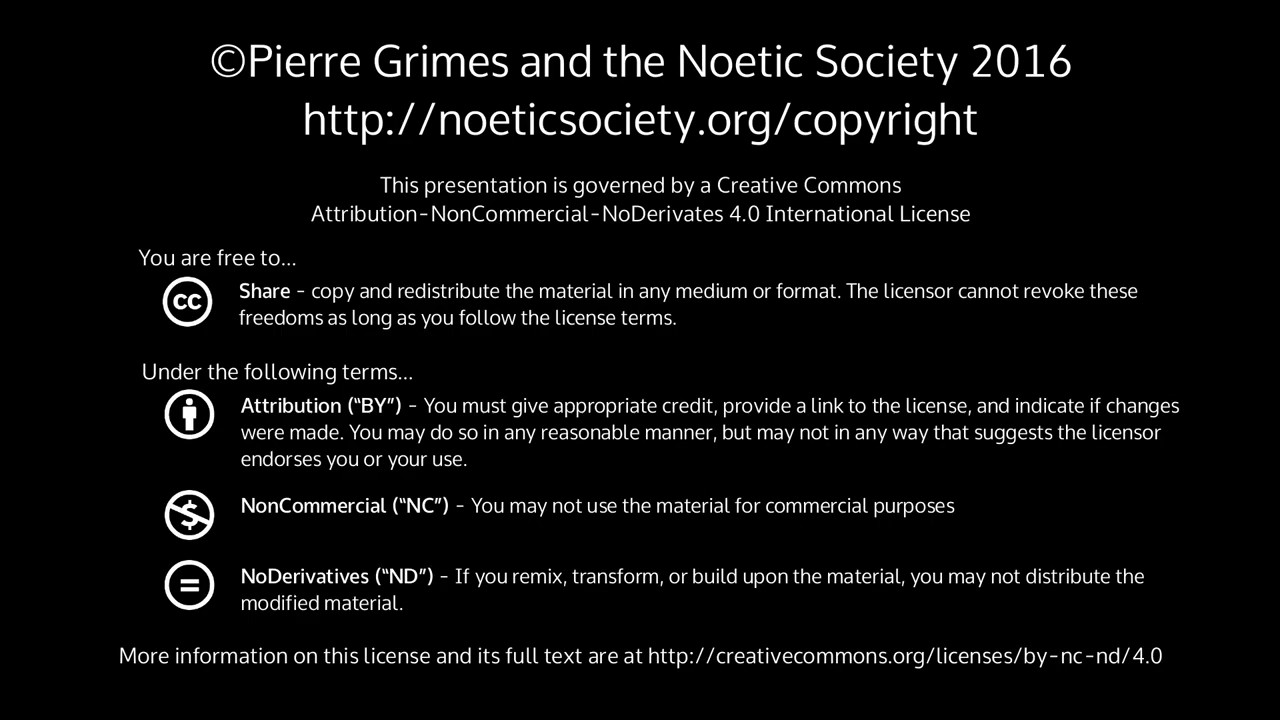 ©Pierre Grimes and the Noetic Society 2016
http://noeticsociety.org/copyright
This presentation is governed by a Creative Commons
Attribution-NonCommercial-NoDerivates 4.0 International License
You are free to...
cc
Share - copy and redistribute the material in any medium or format. The licensor cannot revoke these
freedoms as long as you follow the license terms.
Under the following terms...
Attribution (“BY”) - You must give appropriate credit, provide a link to the license, and indicate if changes
were made. You may do so in any reasonable manner, but may not in any way that suggests the licensor
endorses you or your use.
$
NonCommercial (“NC”) - You may not use the material for commercial purposes
=
NoDerivatives (“ND”) - If you remix, transform, or build upon the material, you may not distribute the
modified material.
More information on this license and its full text are at http://creativecommons.org/licenses/by-nc-nd/4.0